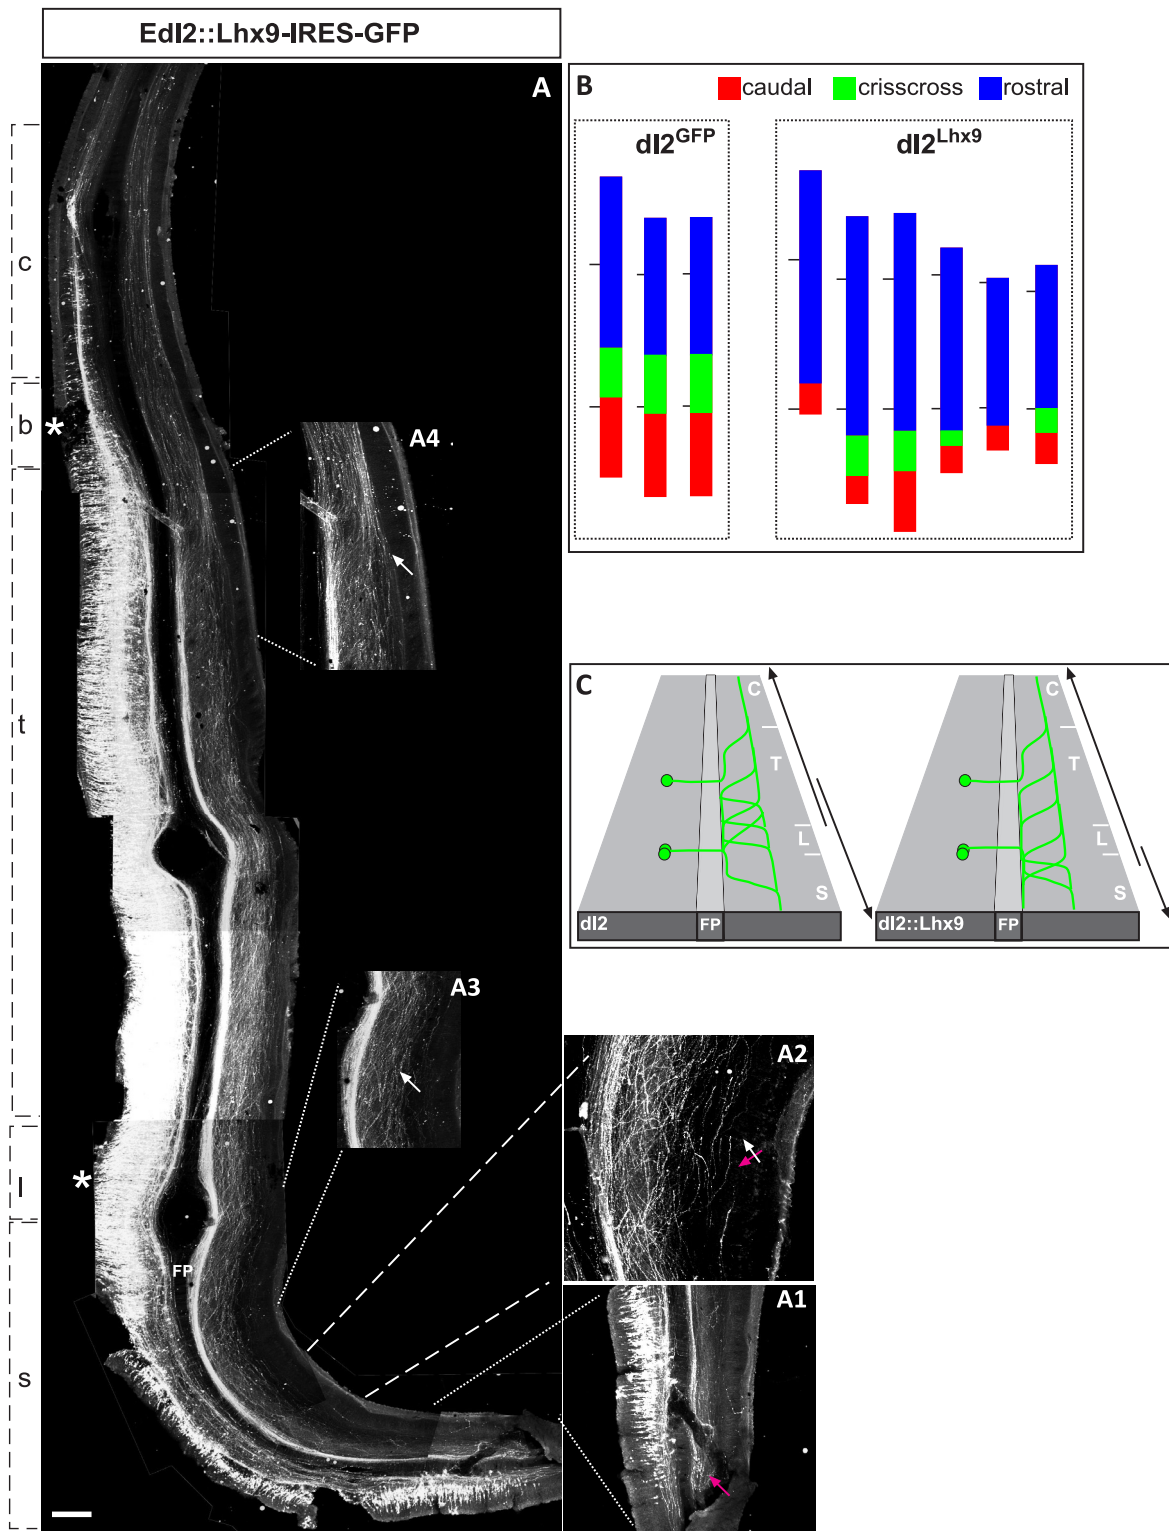 EdI2::Lhx9-IRES-GFP
A
c
b
*
t
l
*
s
FP
A4
A3
A2
A1
B
caudal
crisscross
rostral
dI2GFP
dI2Lhx9
C
C
T
L
S
dI2
FP
C
T
L
S
dI2::Lhx9
FP